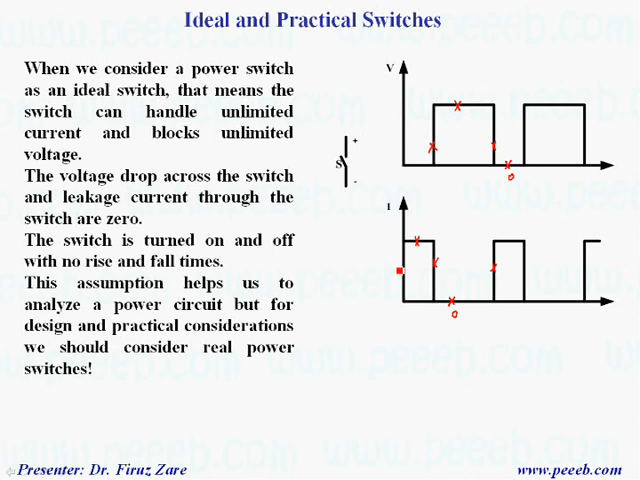 Ideal and Practical Switches
When we consider a power switch
as an ideal switch, that means the
switch can handle unlimited
current and blocks unlimited
voltage.
The voltage drop across the switch
and leakage current through the
switch are zero.
The switch is turned on and off
with no rise and fall times.
This assumption helps us to
analyze a power circuit but for
design and practical considerations
we should consider real power
switches!
V
+
S
-
0
I
0
Presenter: Dr. Firuz Zare
www.peeeb.com